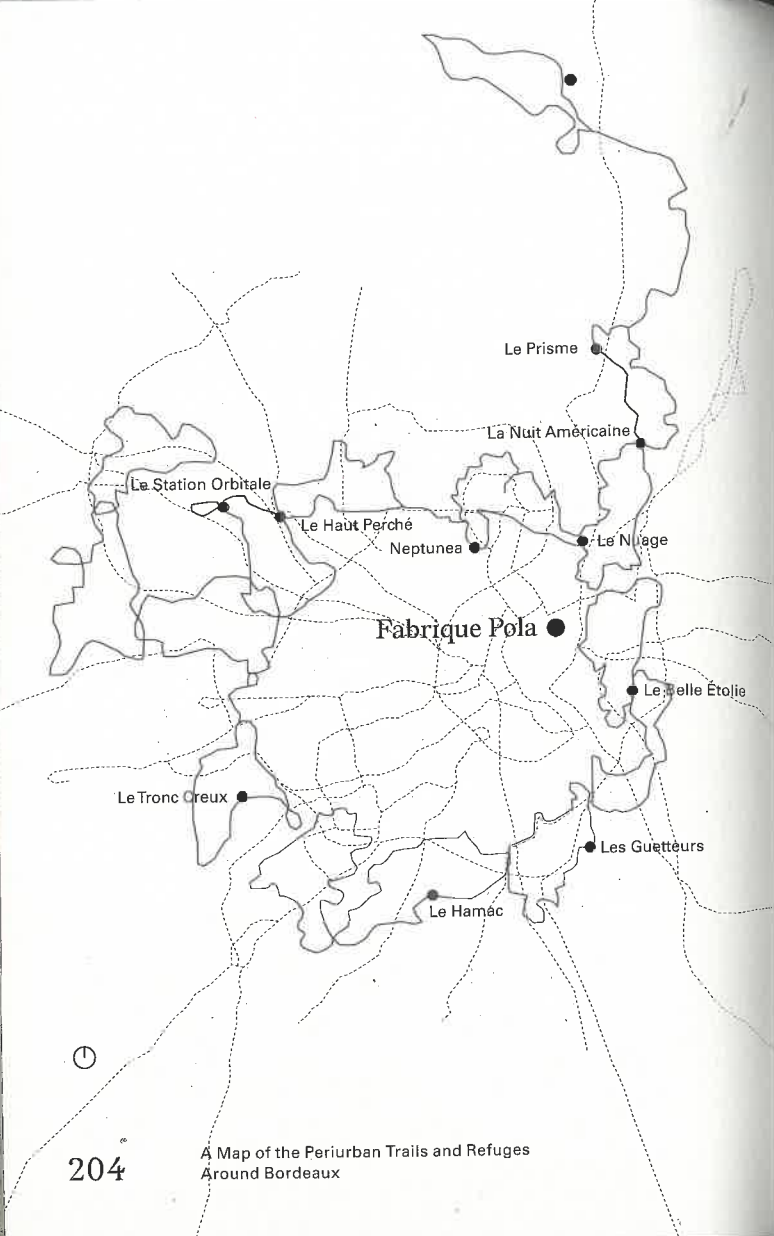 Le Prisme
La Nuit Américaine
Le Station Orbitale
Le Haut Perché
Neptunea
Le Nuage
Fabrique Pola
Le Belle Étolie
Le Tronc Creux
Les Guetteurs
Le Hamac
204
A Map of the Periurban Trails and Refuges
Around Bordeaux